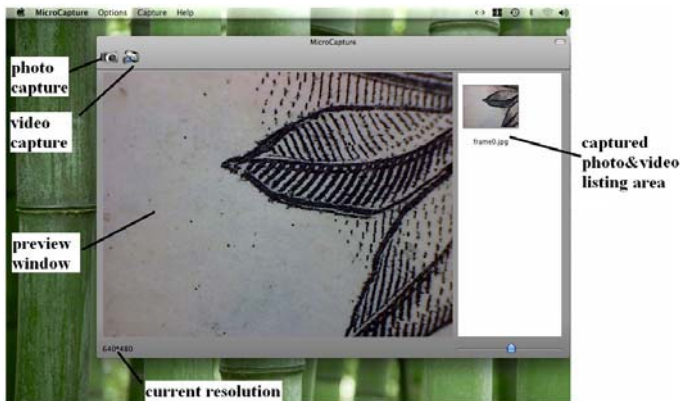 MicroCapture Options Capture Help
MicroCapture
photo
capture
video
capture
frame0.jpg
captured
photo&video
listing area
preview
window
640*480
current resolution